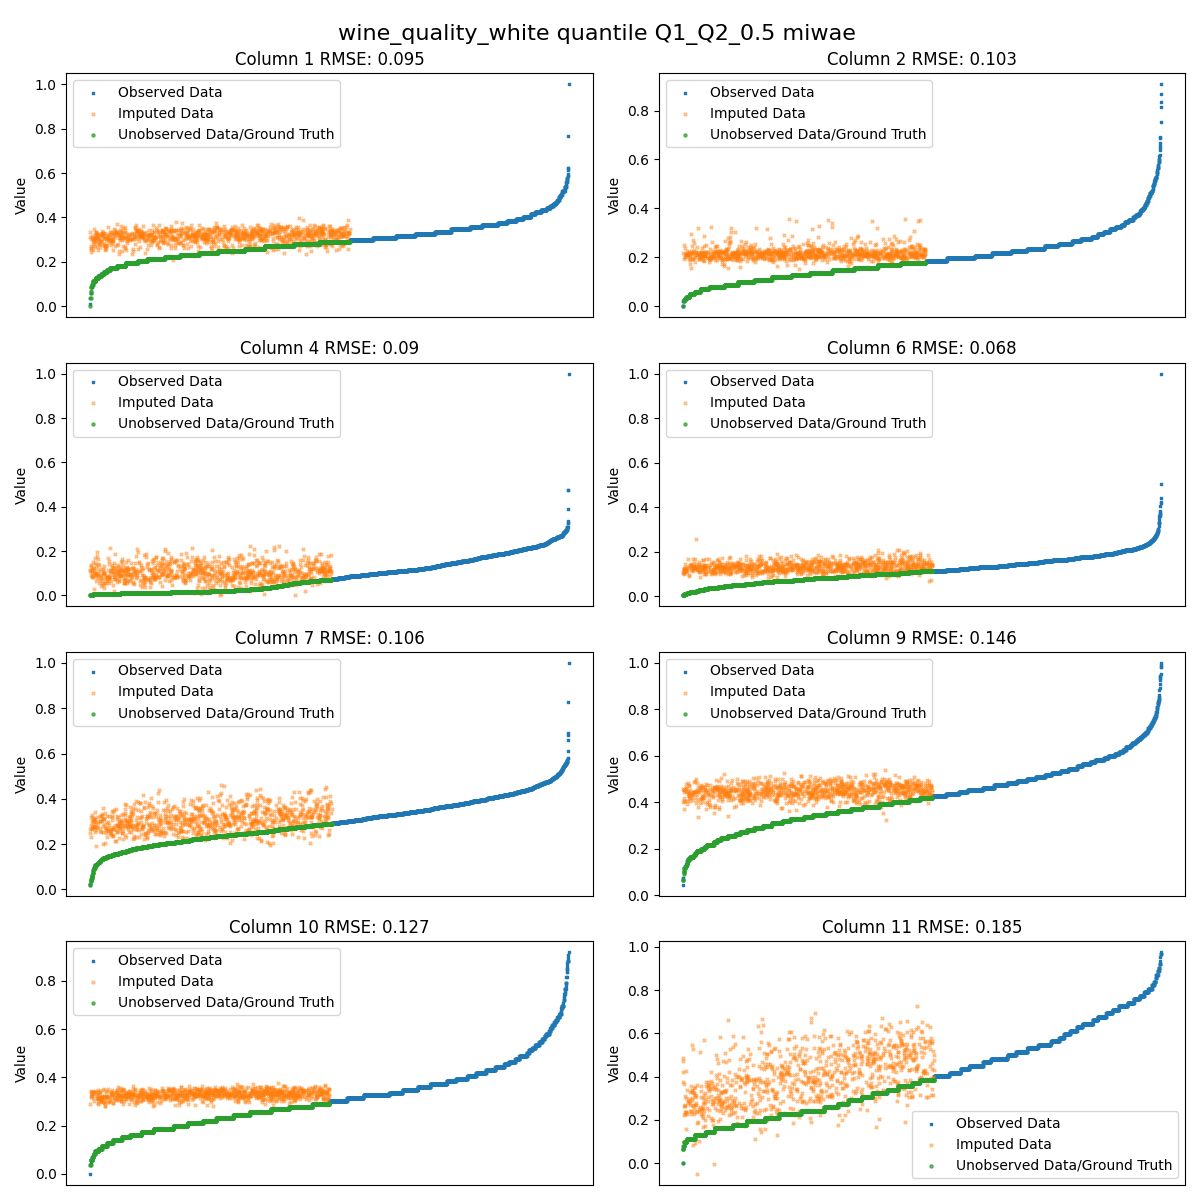 wine_quality_white quantile Q1_Q2_0.5 miwae
Column 1 RMSE: 0.095
Value
1.0
0.8
0.6
0.4
0.2
0.0
Observed Data
Imputed Data
Unobserved Data/Ground Truth
Column 2 RMSE: 0.103
Value
0.8
0.6
0.4
0.2
0.0
Observed Data
Imputed Data
Unobserved Data/Ground Truth
Column 4 RMSE: 0.09
Value
1.0
0.8
0.6
0.4
0.2
0.0
Observed Data
Imputed Data
Unobserved Data/Ground Truth
Column 6 RMSE: 0.068
Value
1.0
0.8
0.6
0.4
0.2
0.0
Observed Data
Imputed Data
Unobserved Data/Ground Truth
Column 7 RMSE: 0.106
Value
1.0
0.8
0.6
0.4
0.2
0.0
Observed Data
Imputed Data
Unobserved Data/Ground Truth
Column 9 RMSE: 0.146
Value
1.0
0.8
0.6
0.4
0.2
0.0
Observed Data
Imputed Data
Unobserved Data/Ground Truth
Column 10 RMSE: 0.127
Value
0.8
0.6
0.4
0.2
0.0
Observed Data
Imputed Data
Unobserved Data/Ground Truth
Column 11 RMSE: 0.185
Value
1.0
0.8
0.6
0.4
0.2
0.0
Observed Data
Imputed Data
Unobserved Data/Ground Truth